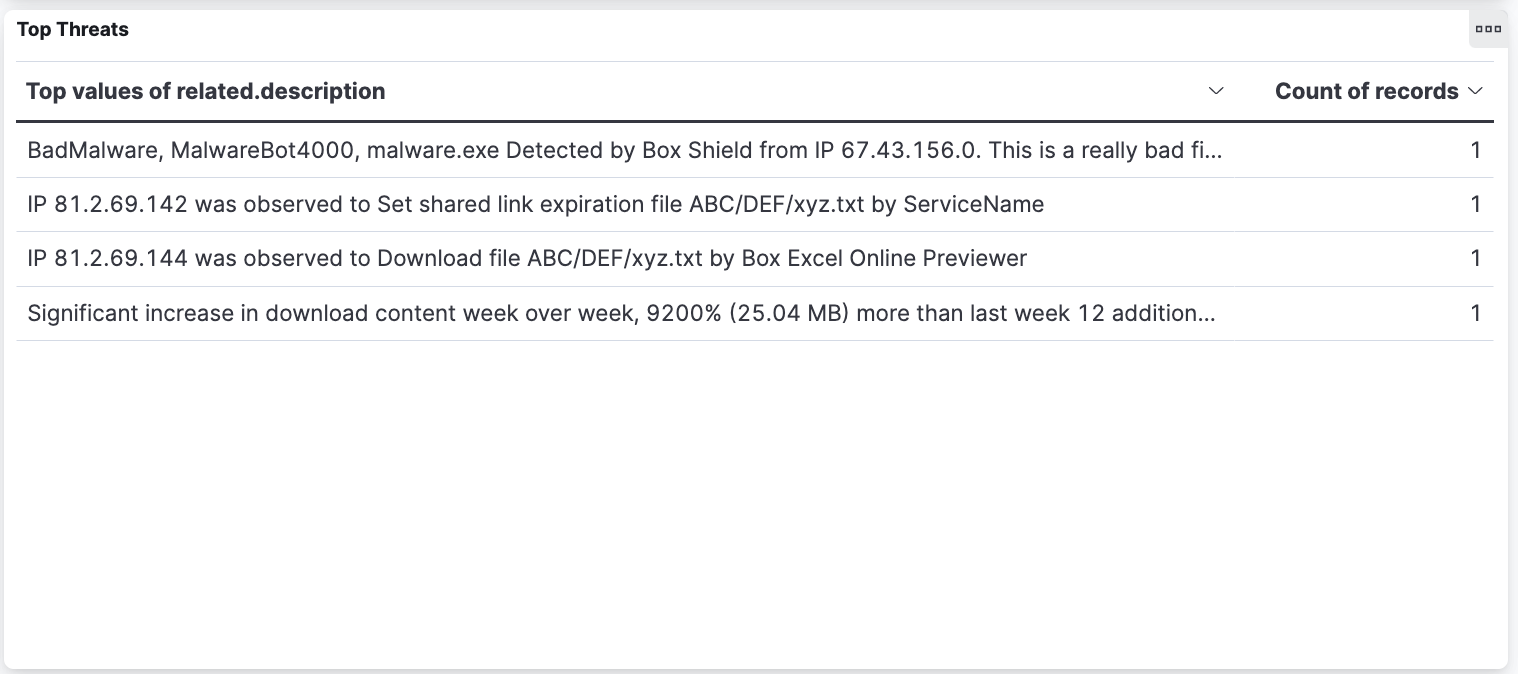 Top Threats
Top values of related.description Count of records
BadMalware, MalwareBot4000, malware.exe Detected by Box Shield from IP 67.43.156.0. This is a really bad fi... 1
IP 81.2.69.142 was observed to Set shared link expiration file ABC/DEF/xyz.txt by ServiceName 1
IP 81.2.69.144 was observed to Download file ABC/DEF/xyz.txt by Box Excel Online Previewer 1
Significant increase in download content week over week, 9200% (25.04 MB) more than last week 12 addition... 1